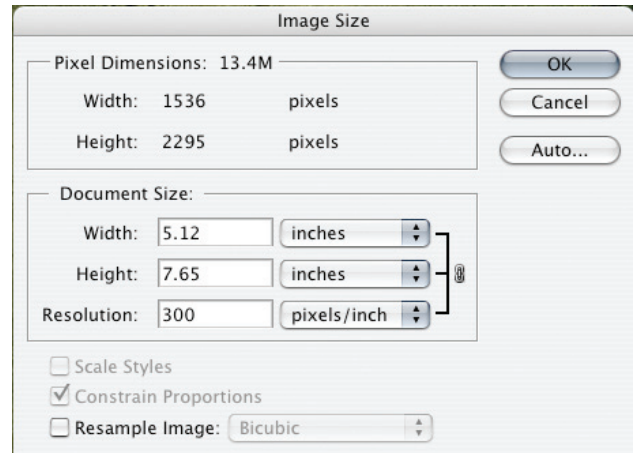 Image Size
Pixel Dimensions: 13.4M
OK
Width: 1536 pixels
Cancel
Height: 2295 pixels
Auto...
Document Size:
Width: 5.12 inches
Height: 7.65 inches
Resolution: 300 pixels/inch
Scale Styles
Constrain Proportions
Resample Image: Bicubic